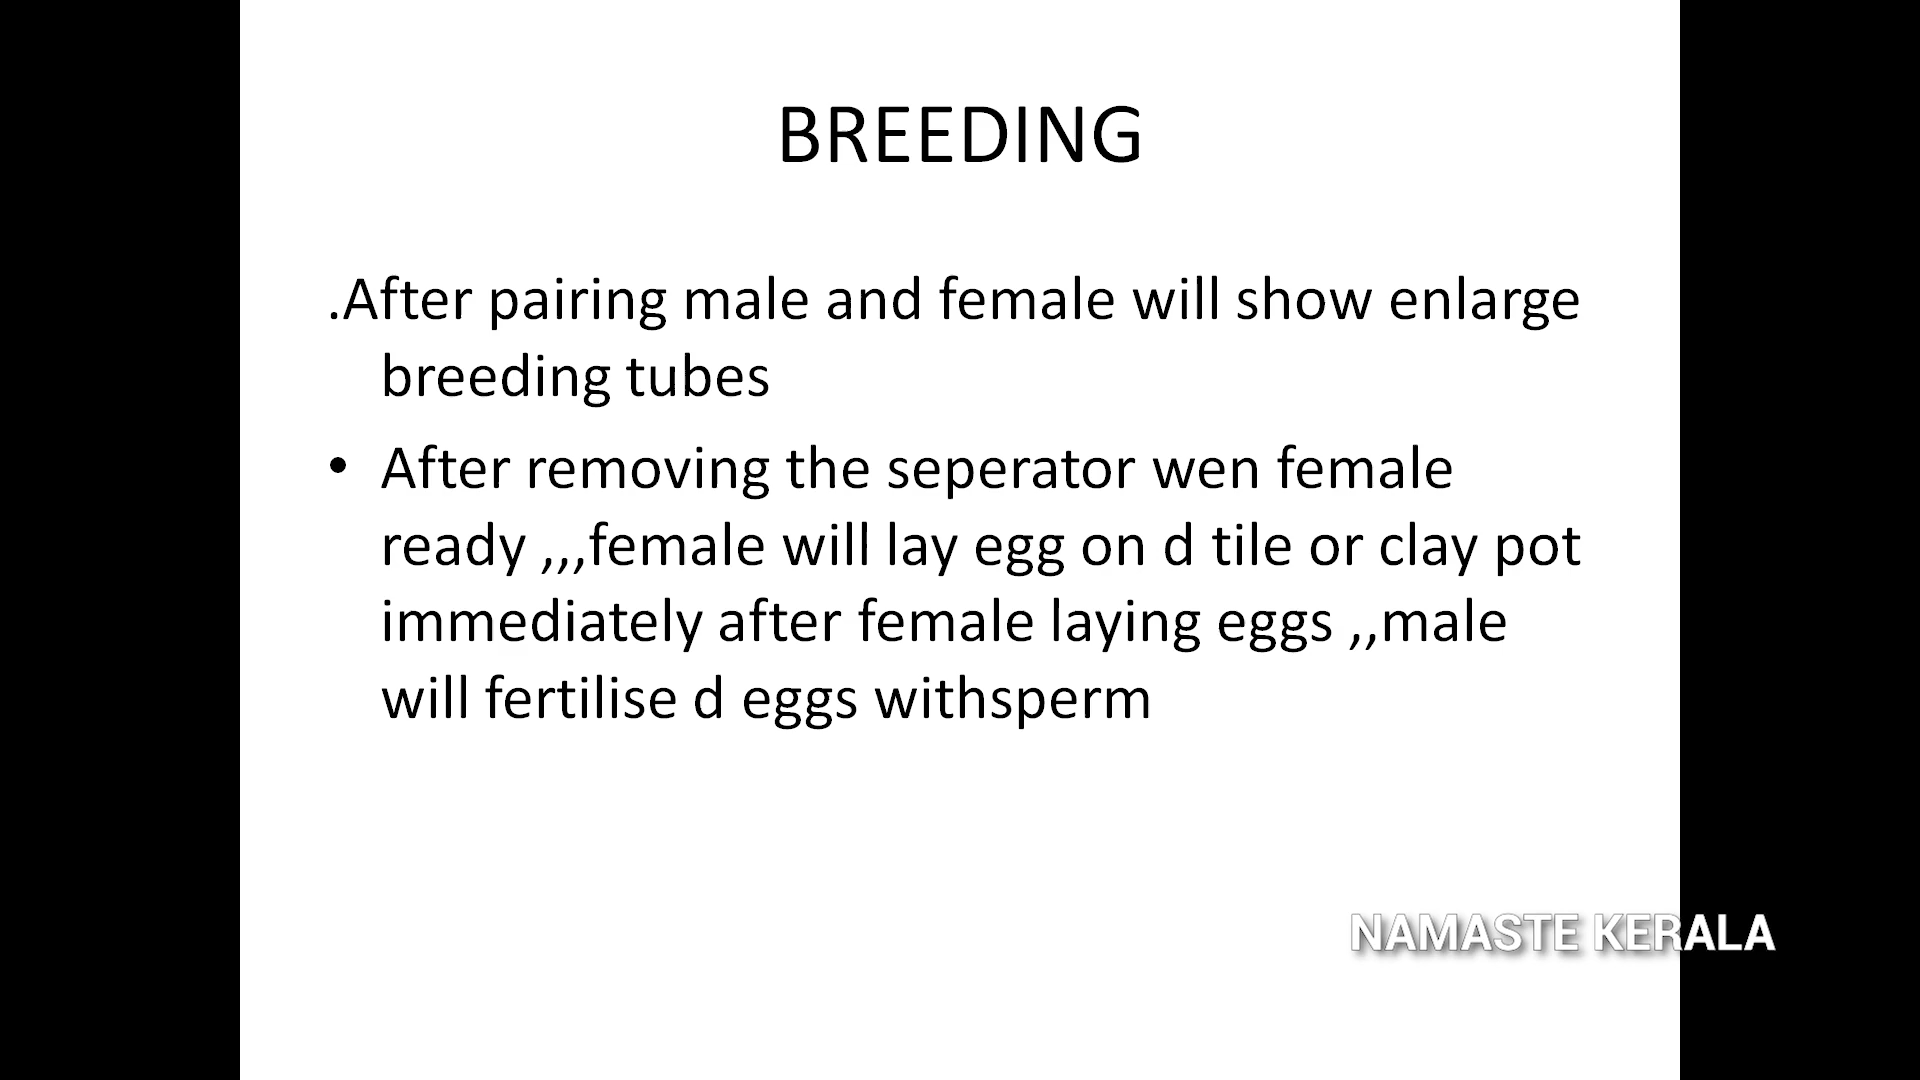 BREEDING
.After pairing male and female will show enlarge
breeding tubes
• After removing the seperator wen female
ready ,,,female will lay egg on d tile or clay pot
immediately after female laying eggs ,,male
will fertilise d eggs withsperm
NAMASTE KERALA